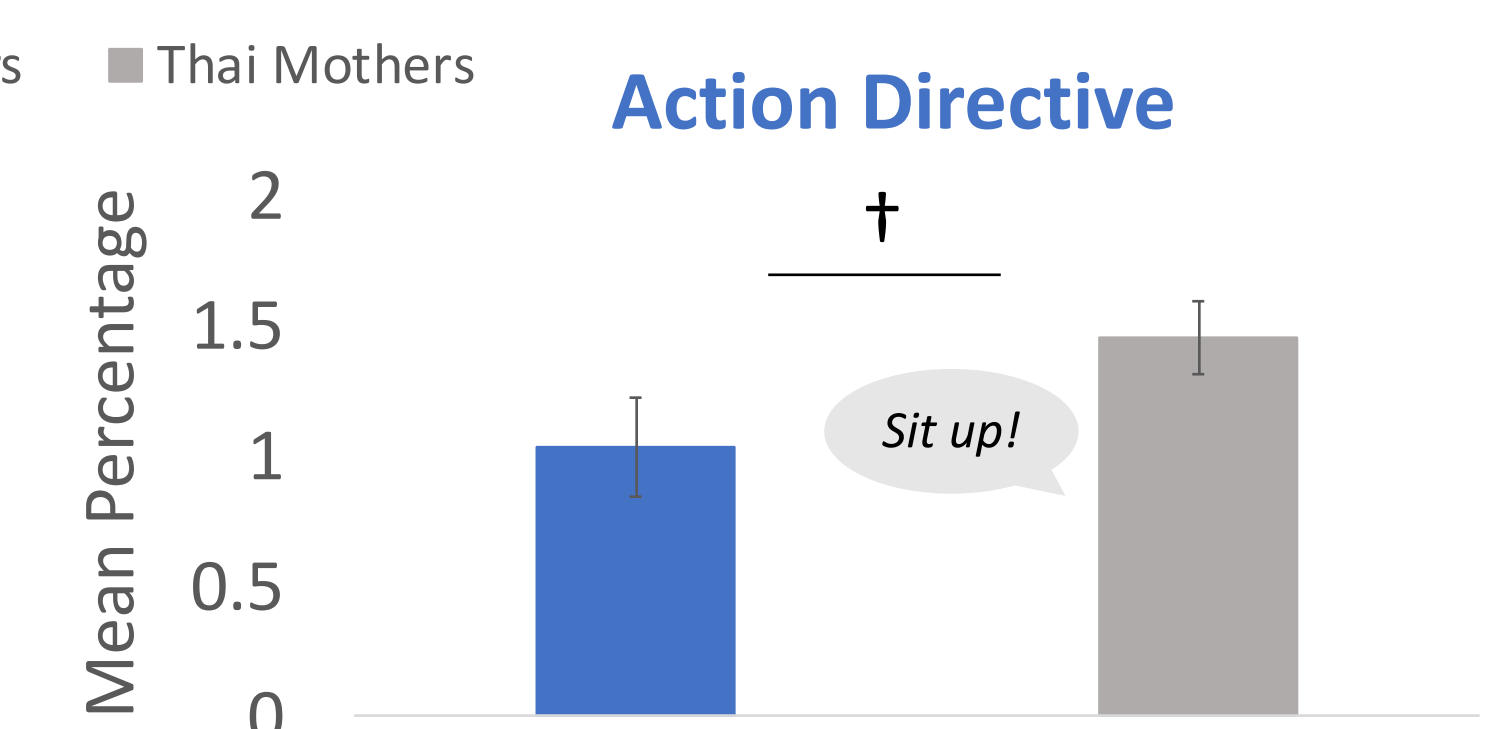 s
Thai Mothers
Action Directive
Mean Percentage
2
1.5
1
0.5
0
†
Sit up!